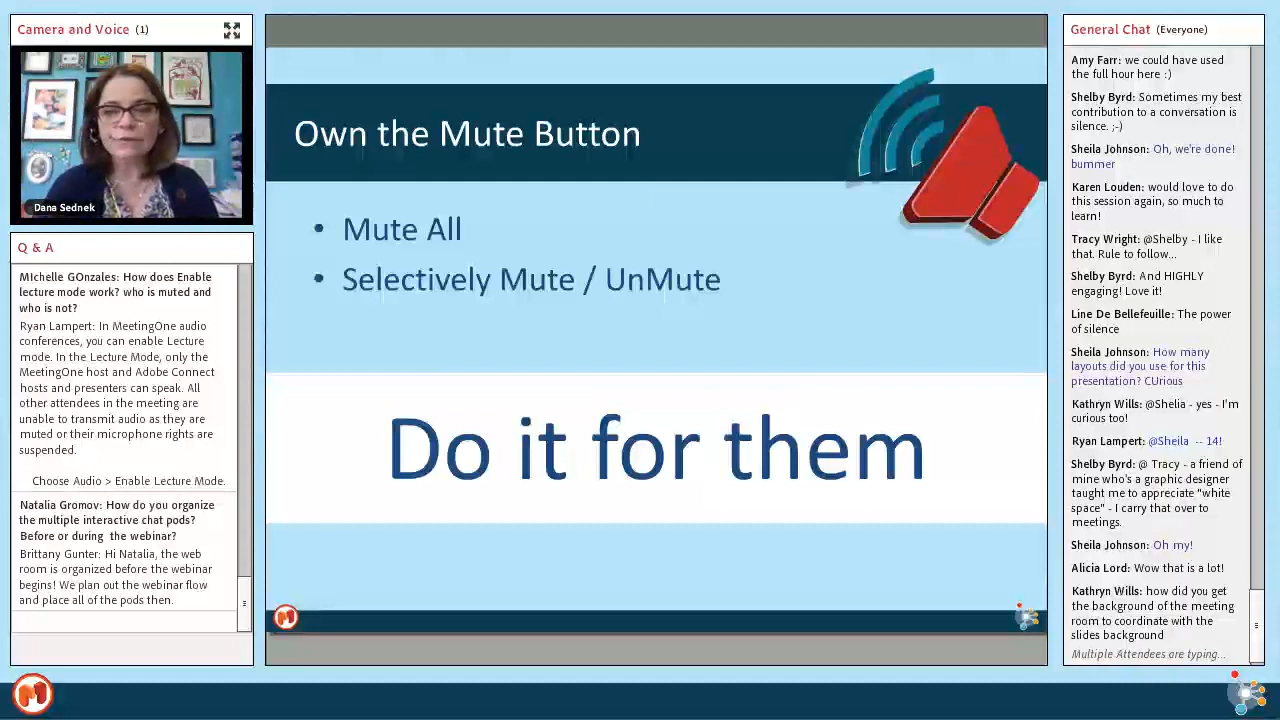 Camera and Voice (1)
Dana Sednek
Q & A
MIchelle GOnzales: How does Enable
lecture mode work? who is muted and
who is not?
Ryan Lampert: In MeetingOne audio
conferences, you can enable Lecture
mode. In the Lecture Mode, only the
MeetingOne host and Adobe Connect
hosts and presenters can speak. All
other attendees in the meeting are
unable to transmit audio as they are
muted or their microphone rights are
suspended.
Choose Audio > Enable Lecture Mode.
Natalia Gromov: How do you organize
the multiple interactive chat pods?
Before or during the webinar?
Brittany Gunter: Hi Natalia, the web
room is organized before the webinar
begins! We plan out the webinar flow
and place all of the pods then.
Own the Mute Button
• Mute All
• Selectively Mute / UnMute
Do it for them
General Chat (Everyone)
Amy Farr: we could have used
the full hour here :)
Shelby Byrd: Sometimes my best
contribution to a conversation is
silence. ;-)
Sheila Johnson: Oh, we're done!
bummer
Karen Louden: would love to do
this session again, so much to
learn!
Tracy Wright: @Shelby - I like
that. Rule to follow...
Shelby Byrd: And HIGHLY
engaging! Love it!
Line De Bellefeuille: The power
of silence
Sheila Johnson: How many
layouts did you use for this
presentation? CUrious
Kathryn Wills: @Shelia - yes - I'm
curious too!
Ryan Lampert: @Sheila -- 14!
Shelby Byrd: @ Tracy - a friend of
mine who's a graphic designer
taught me to appreciate "white
space" - I carry that over to
meetings.
Sheila Johnson: Oh my!
Alicia Lord: Wow that is a lot!
Kathryn Wills: how did you get
the background of the meeting
room to coordinate with the
slides background
Multiple Attendees are typing...